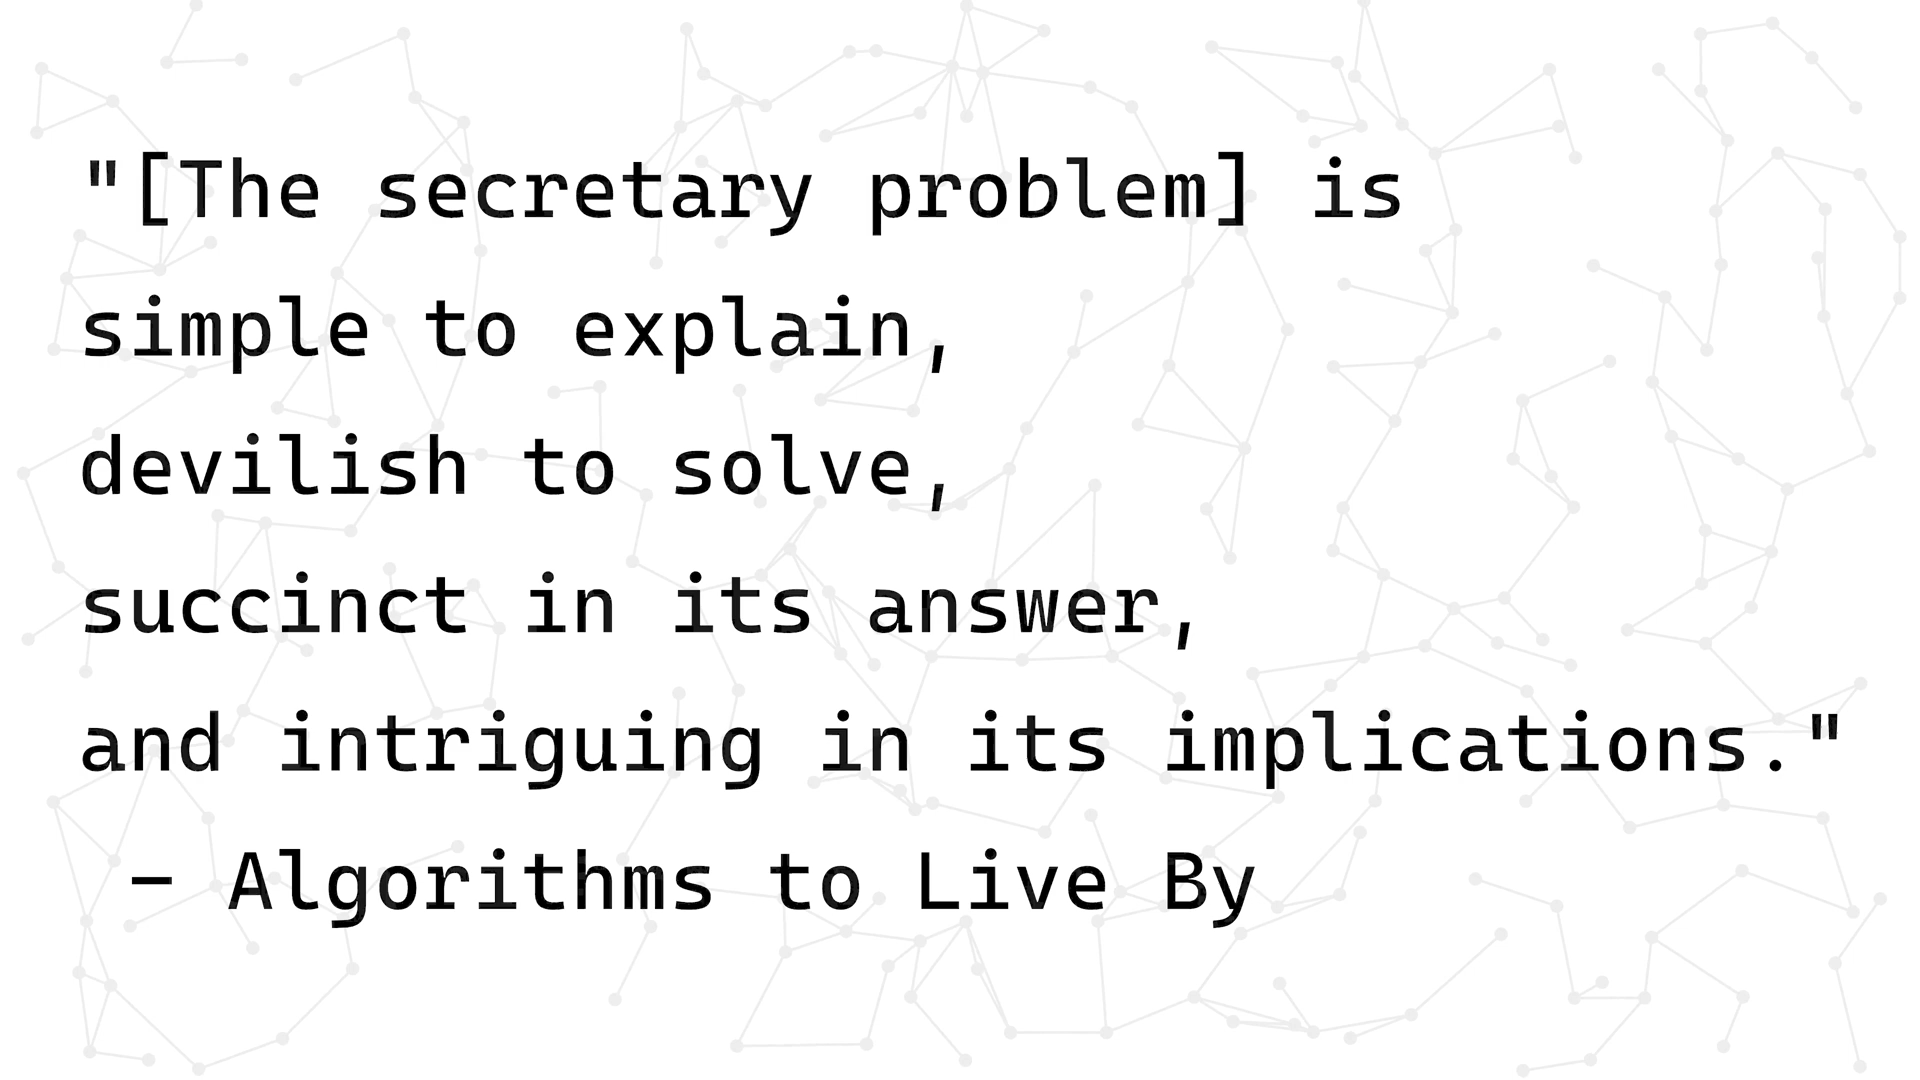 "[The secretary problem] is
simple to explain,
devilish to solve,
succinct in its answer,
and intriguing in its implications."
– Algorithms to Live By